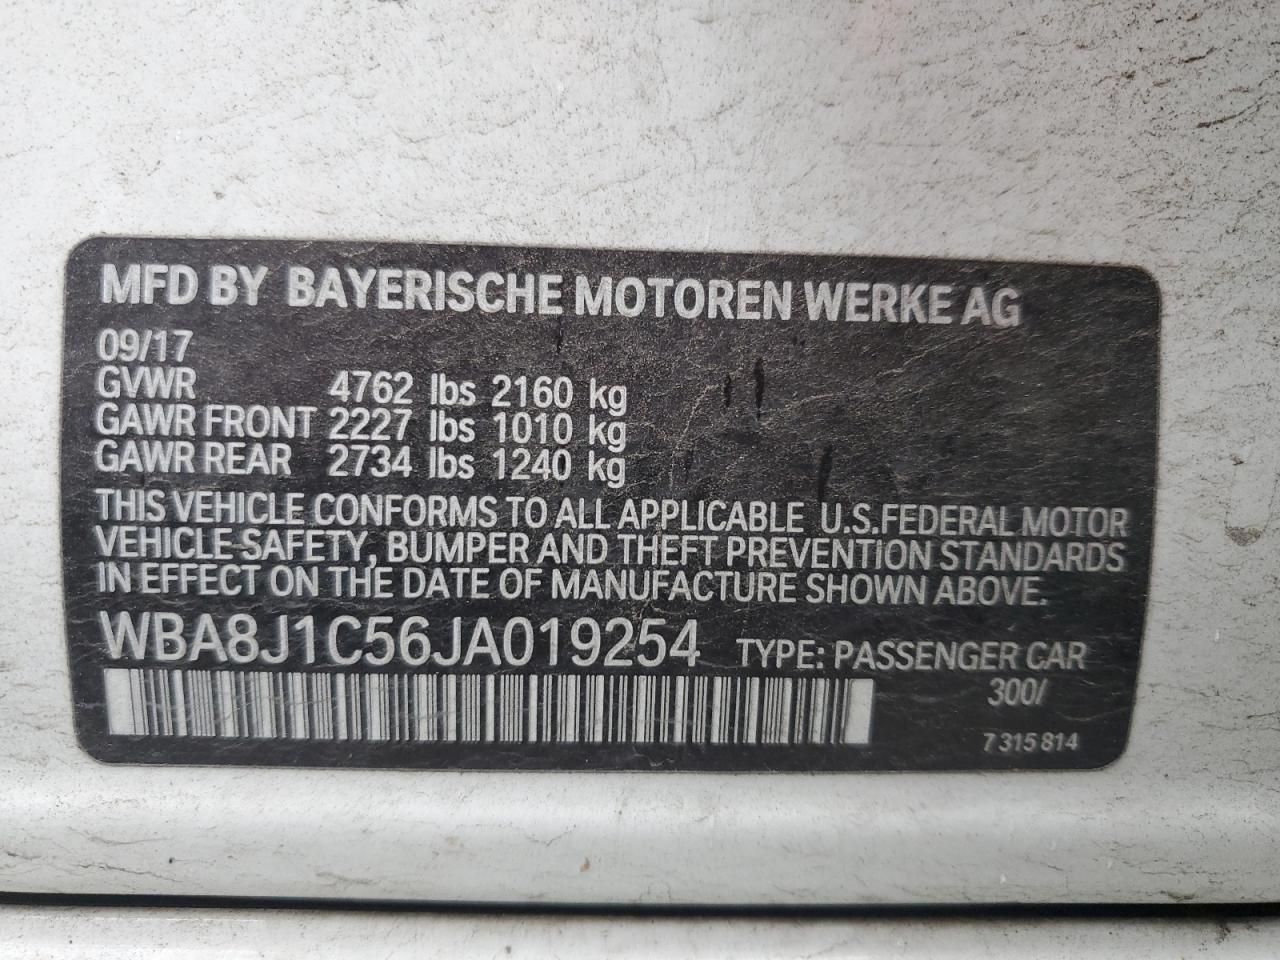 MFD BY BAYERISCHE MOTOREN WERKE AG
09/17
GVWR 4762 lbs 2160 kg
GAWR FRONT 2227 lbs 1010 kg
GAWR REAR 2734 lbs 1240 kg
THIS VEHICLE CONFORMS TO ALL APPLICABLE U.S.FEDERAL MOTOR
VEHICLE-SAFETY, BUMPER AND THEFT PREVENTION STANDARDS
IN EFFECT ON THE DATE OF MANUFACTURE SHOWN ABOVE.
WBA8J1C56JA019254 TYPE: PASSENGER CAR
300/
7 315 814